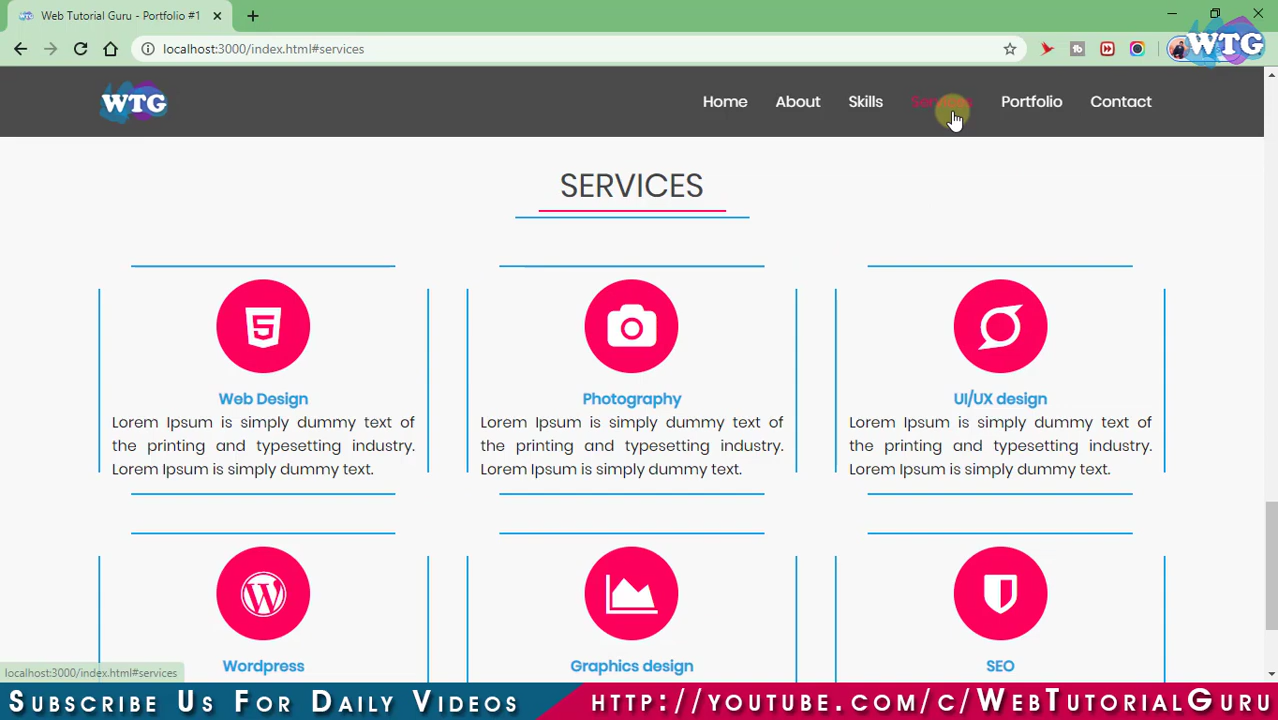 Web Tutorial Guru - Portfolio #1
localhost:3000/index.html#services
WTG
WTG
Home About Skills Services Portfolio Contact
SERVICES
Web Design
Lorem Ipsum is simply dummy text of
the printing and typesetting industry.
Lorem Ipsum is simply dummy text.
Photography
Lorem Ipsum is simply dummy text of
the printing and typesetting industry.
Lorem Ipsum is simply dummy text.
UI/UX design
Lorem Ipsum is simply dummy text of
the printing and typesetting industry.
Lorem Ipsum is simply dummy text.
Wordpress
Graphics design
SEO
localhost:3000/index.html#services
Subscribe Us For Daily Videos
http://youtube.com/c/WebTutorialGuru